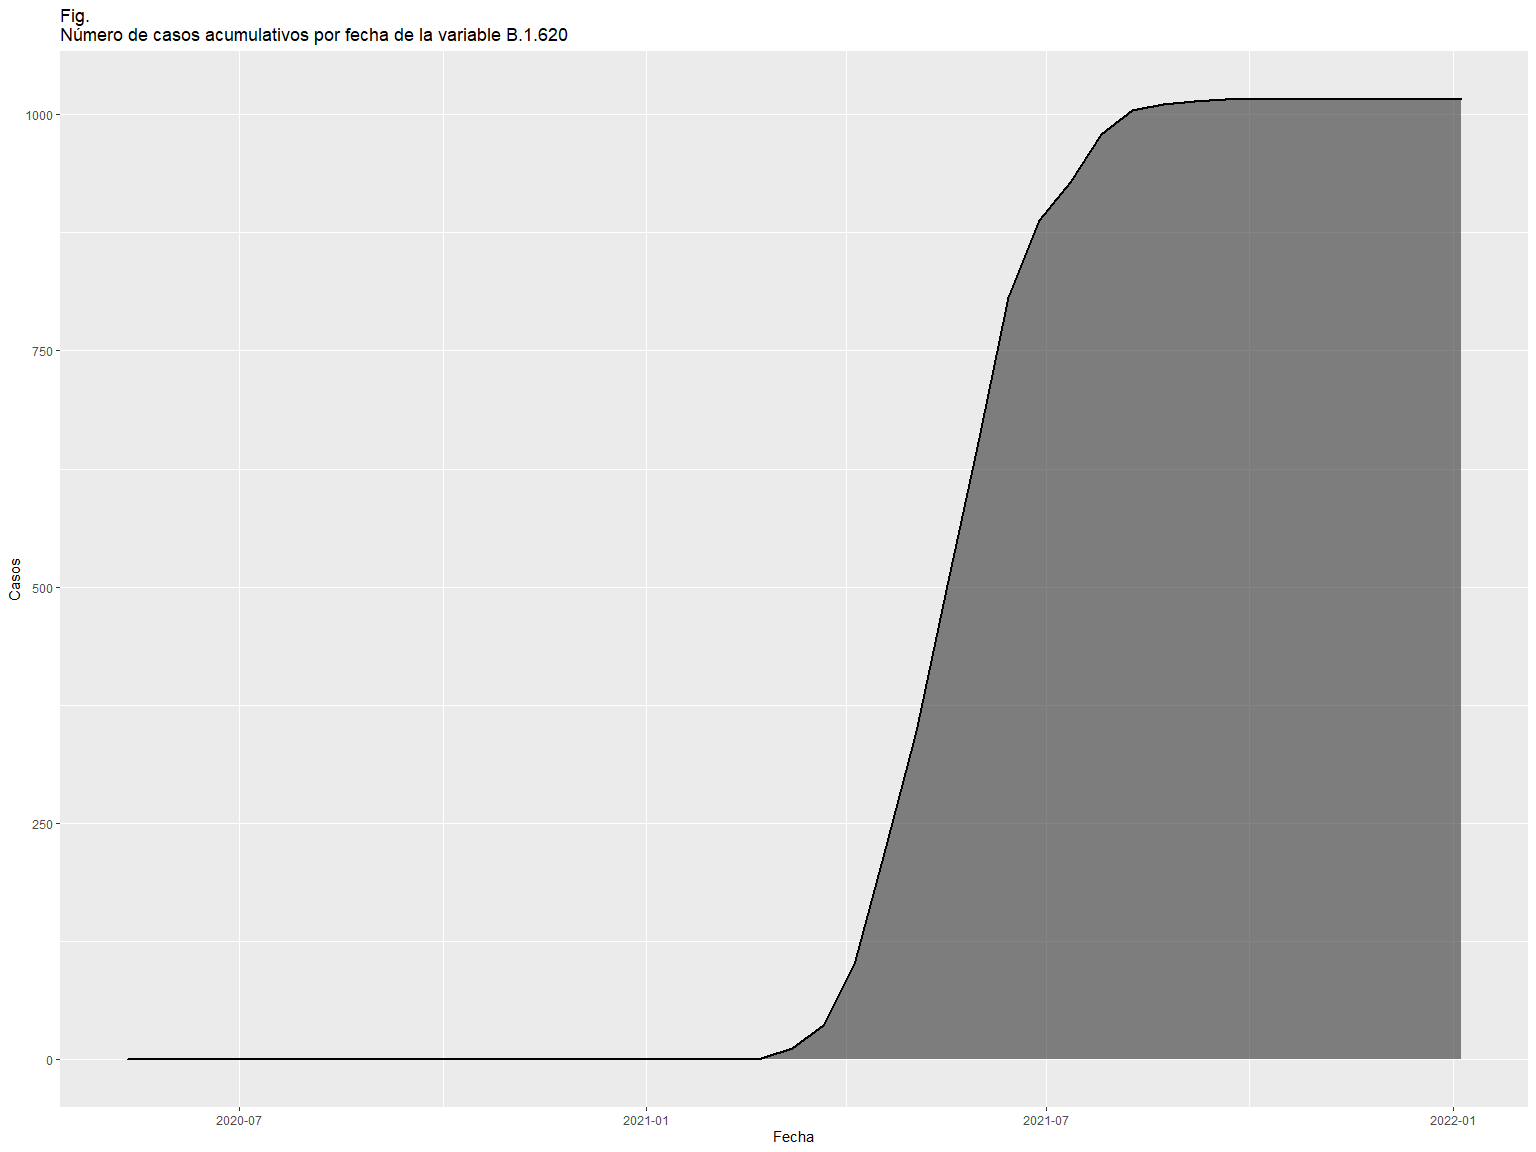 Fig.
Número de casos acumulativos por fecha de la variable B.1.620
1000
750
500
250
0
Casos
2020-07
2021-01
2021-07
2022-01
Fecha